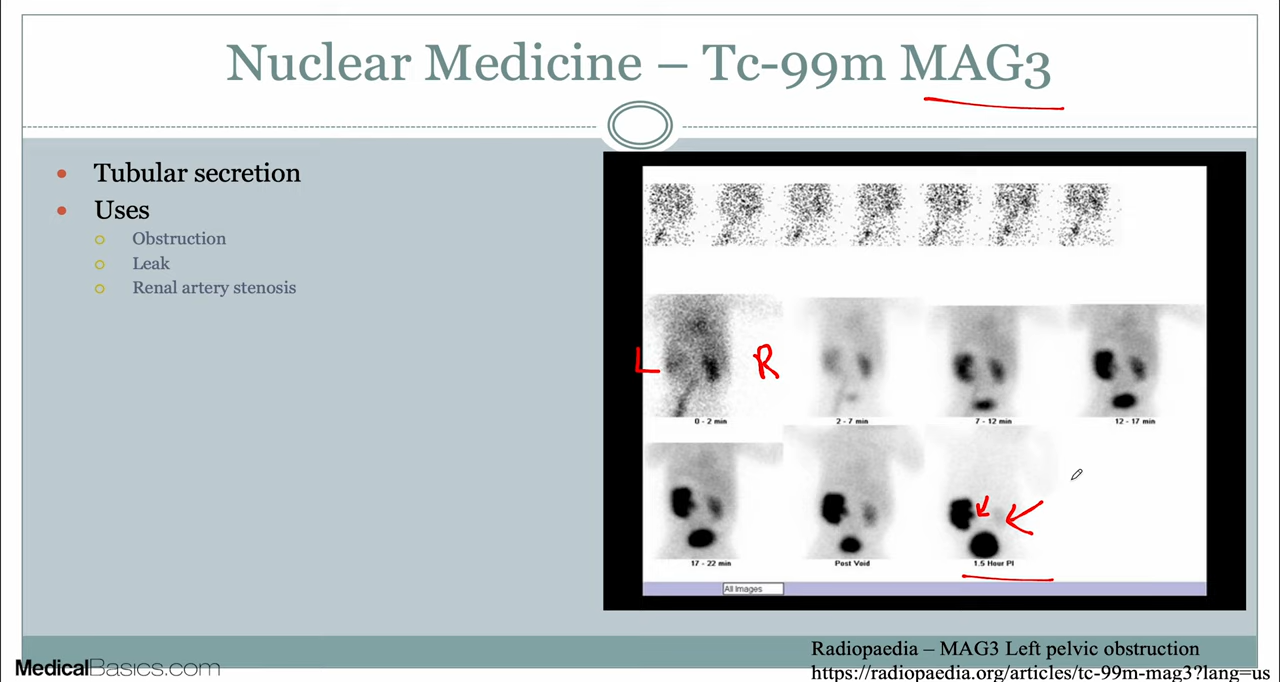 Nuclear Medicine – Tc-99m MAG3
Tubular secretion
Uses
Obstruction
Leak
Renal artery stenosis
L
R
0 - 2 min
2 - 7 min
7 - 12 min
12 - 17 min
17 - 22 min
Post Void
1.5 Hour PI
All Images
Radiopaedia – MAG3 Left pelvic obstruction
https://radiopaedia.org/articles/tc-99m-mag3?lang=us
MedicalBasics.com